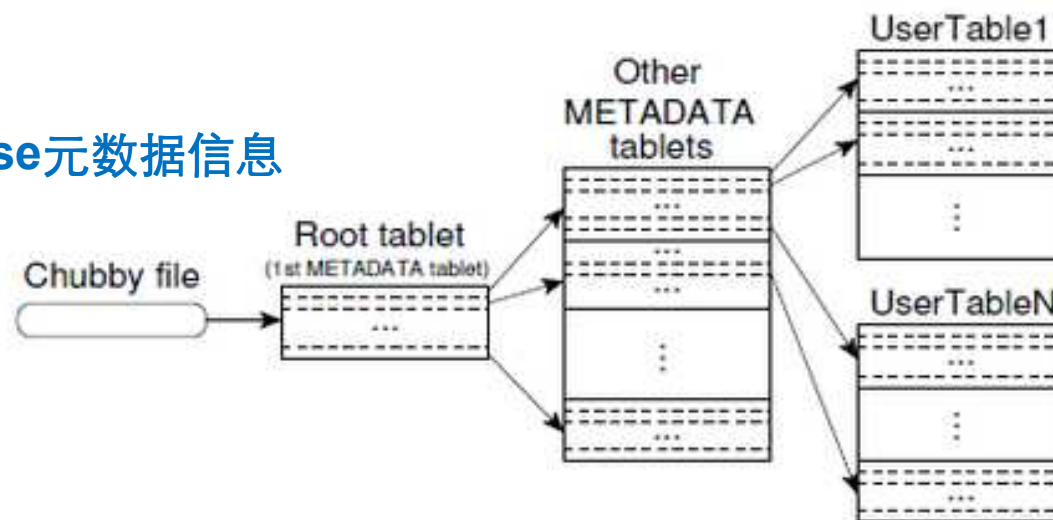 se元数据信息
Chubby file
Root tablet
(1st METADATA tablet)
...
Other
METADATA
tablets
...
...
...
...
...
UserTable1
...
...
...
UserTableN
...
...
...